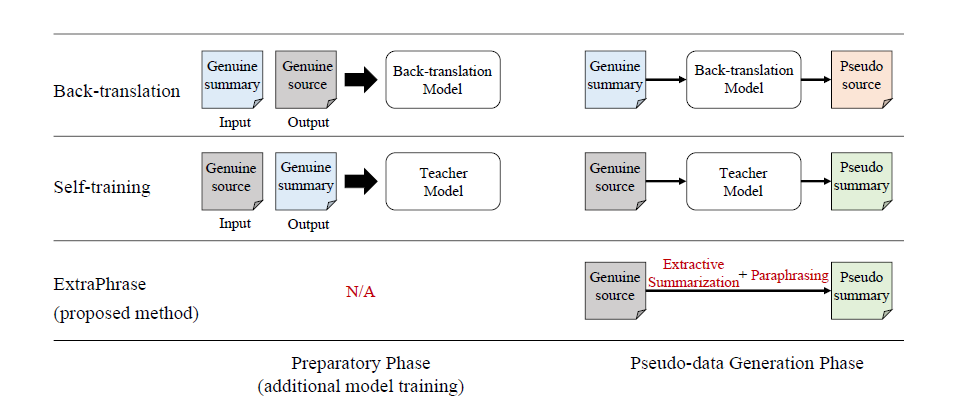 Genuine summary
Genuine source
Back-translation Model
Genuine summary
Back-translation Model
Pseudo source
Back-translation
Input
Output
Genuine source
Genuine summary
Teacher Model
Genuine source
Teacher Model
Pseudo summary
Self-training
Input
Output
ExtraPhrase
(proposed method)
N/A
Genuine source
Extractive Summarization
+ Paraphrasing
Pseudo summary
Preparatory Phase
(additional model training)
Pseudo-data Generation Phase